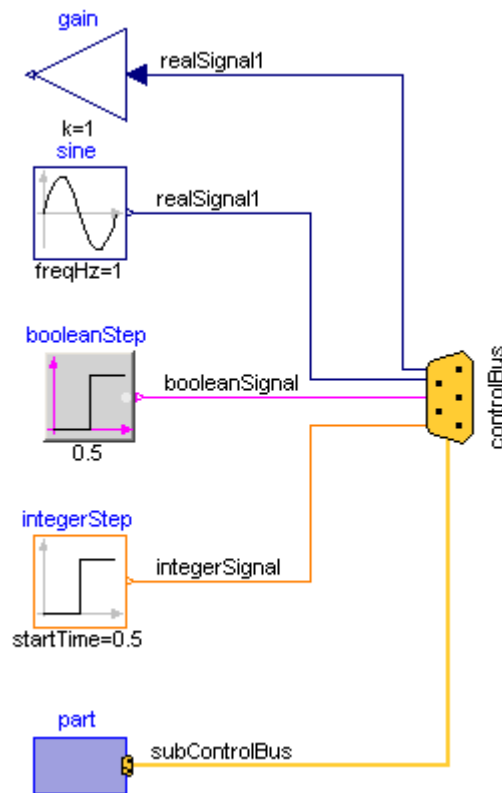 gain
realSignal1
k=1
sine
realSignal1
freqHz=1
booleanStep
booleanSignal
0.5
controlBus
integerStep
integerSignal
startTime=0.5
part
subControlBus